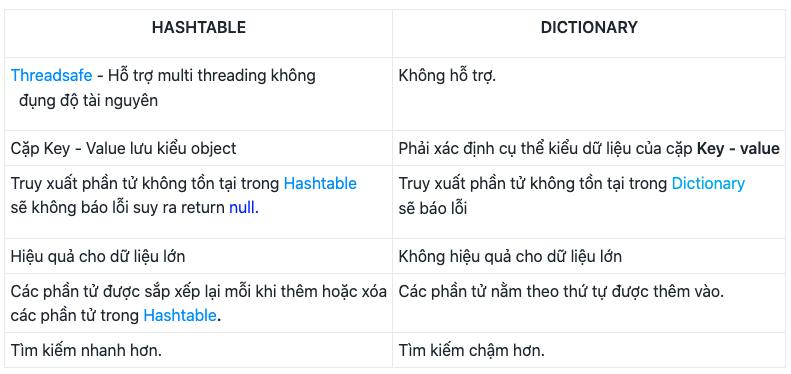 HASHTABLE
DICTIONARY
Threadsafe - Hỗ trợ multi threading không
đụng độ tài nguyên
Không hỗ trợ.
Cặp Key - Value lưu kiểu object
Phải xác định cụ thể kiểu dữ liệu của cặp Key - value
Truy xuất phần tử không tồn tại trong Hashtable
sẽ không báo lỗi suy ra return null.
Truy xuất phần tử không tồn tại trong Dictionary
sẽ báo lỗi
Hiệu quả cho dữ liệu lớn
Không hiệu quả cho dữ liệu lớn
Các phần tử được sắp xếp lại mỗi khi thêm hoặc xóa
các phần tử trong Hashtable.
Các phần tử nằm theo thứ tự được thêm vào.
Tìm kiếm nhanh hơn.
Tìm kiếm chậm hơn.